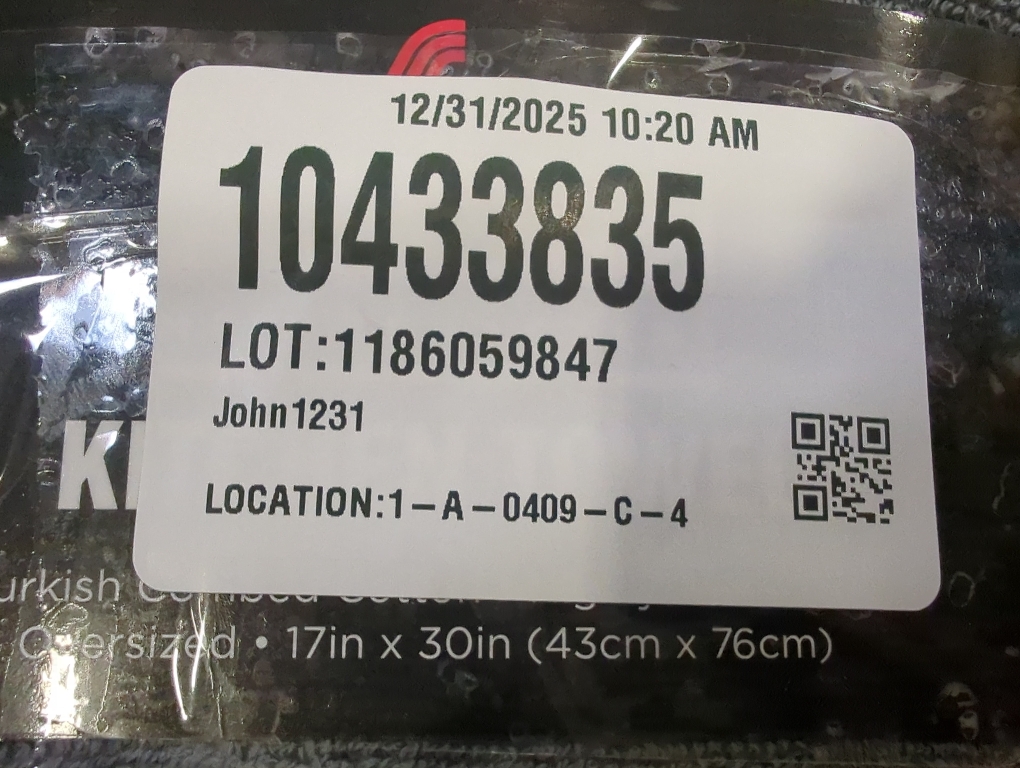 12/31/2025 10:20 AM
10433835
LOT:1186059847
John1231
LOCATION:1-A-0409-C-4
Oversized • 17in x 30in (43cm x 76cm)